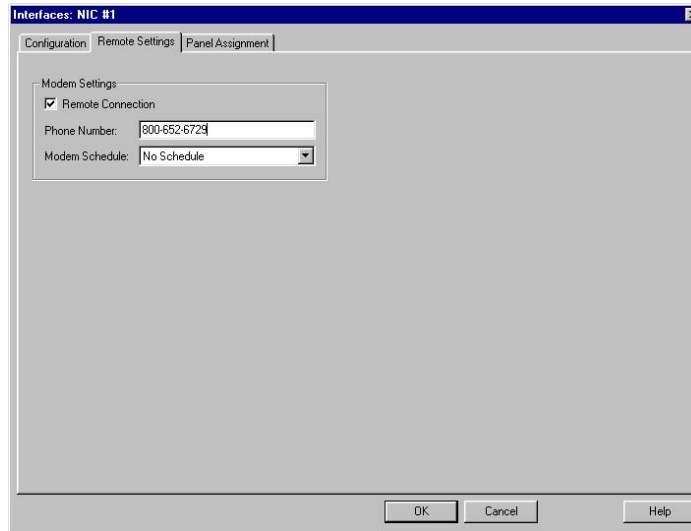 Interfaces: NIC #1
Configuration Remote Settings Panel Assignment
Modem Settings
Remote Connection
Phone Number: 800-652-6729
Modem Schedule: No Schedule
OK Cancel Help